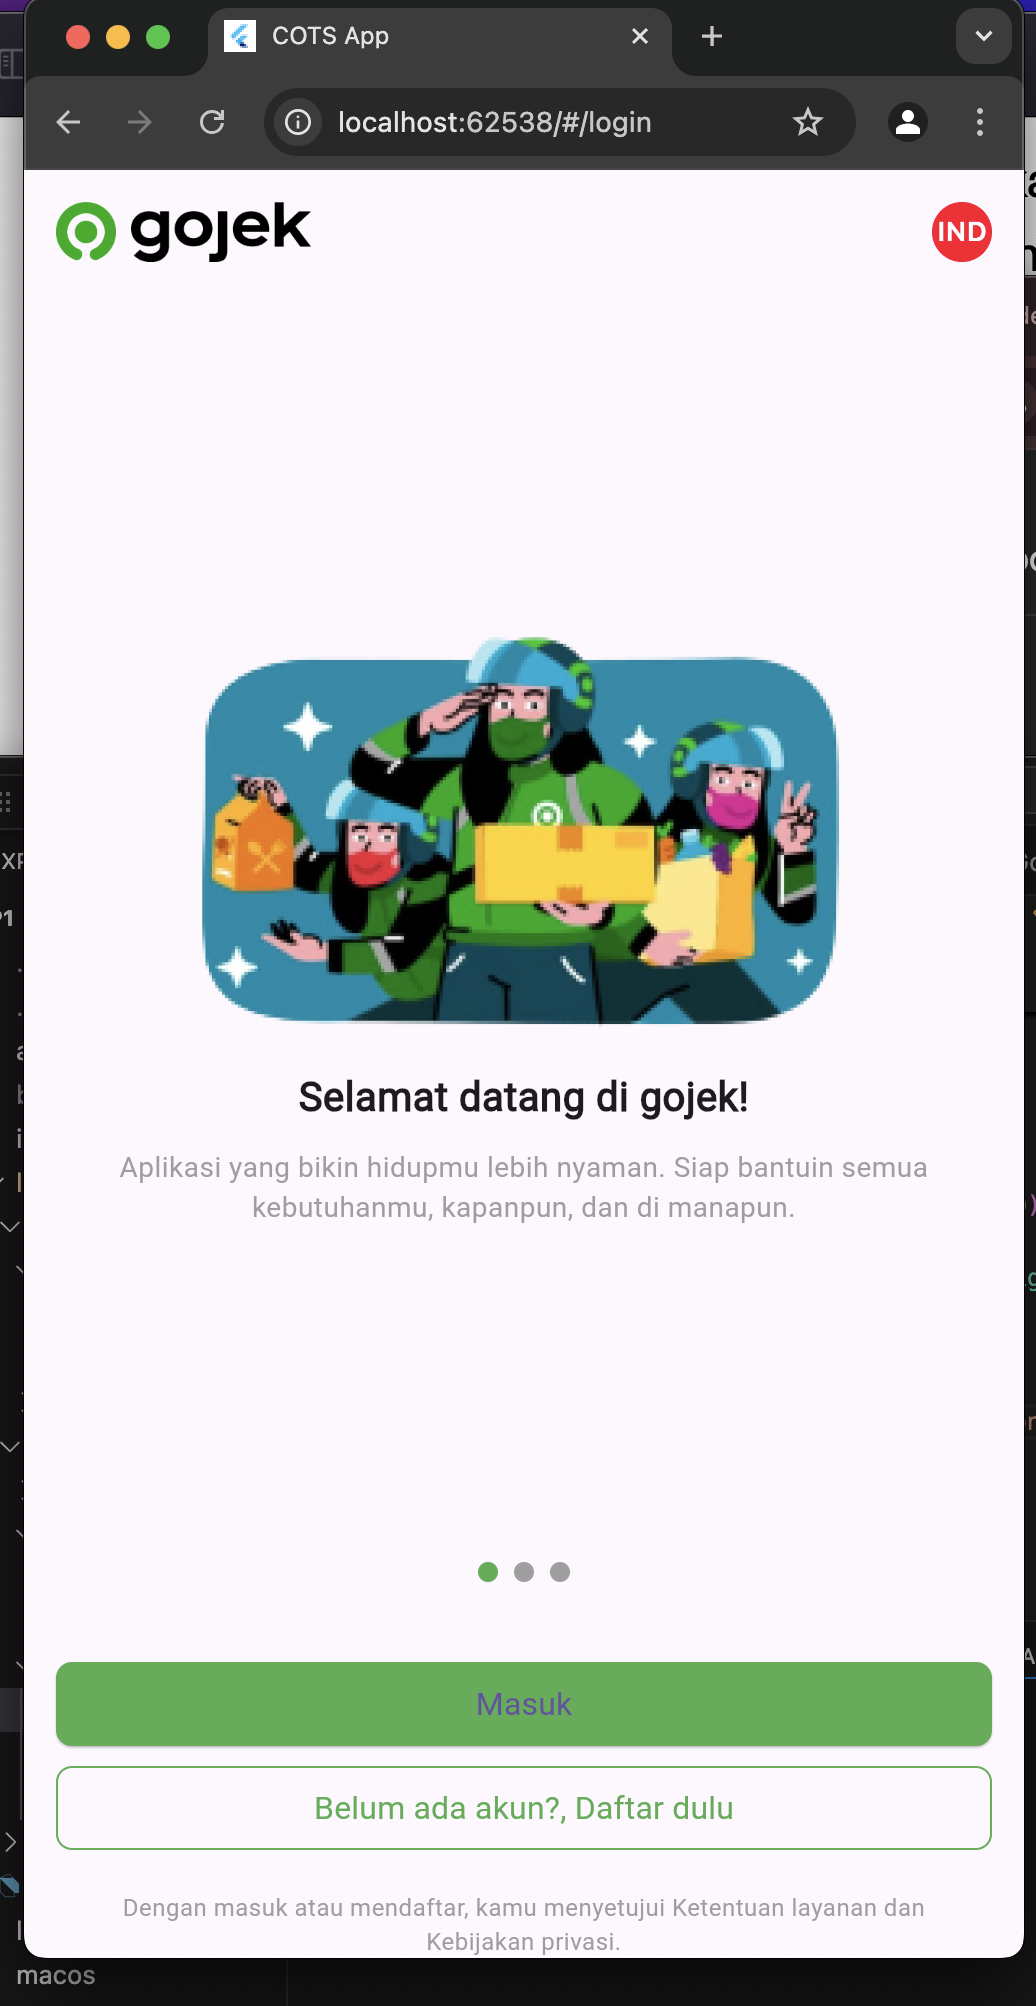 COTS App
localhost:62538/#/login
gojek
IND
Selamat datang di gojek!
Aplikasi yang bikin hidupmu lebih nyaman. Siap bantuin semua
kebutuhanmu, kapanpun, dan di manapun.
Masuk
Belum ada akun?, Daftar dulu
Dengan masuk atau mendaftar, kamu menyetujui Ketentuan layanan dan
Kebijakan privasi.
macos